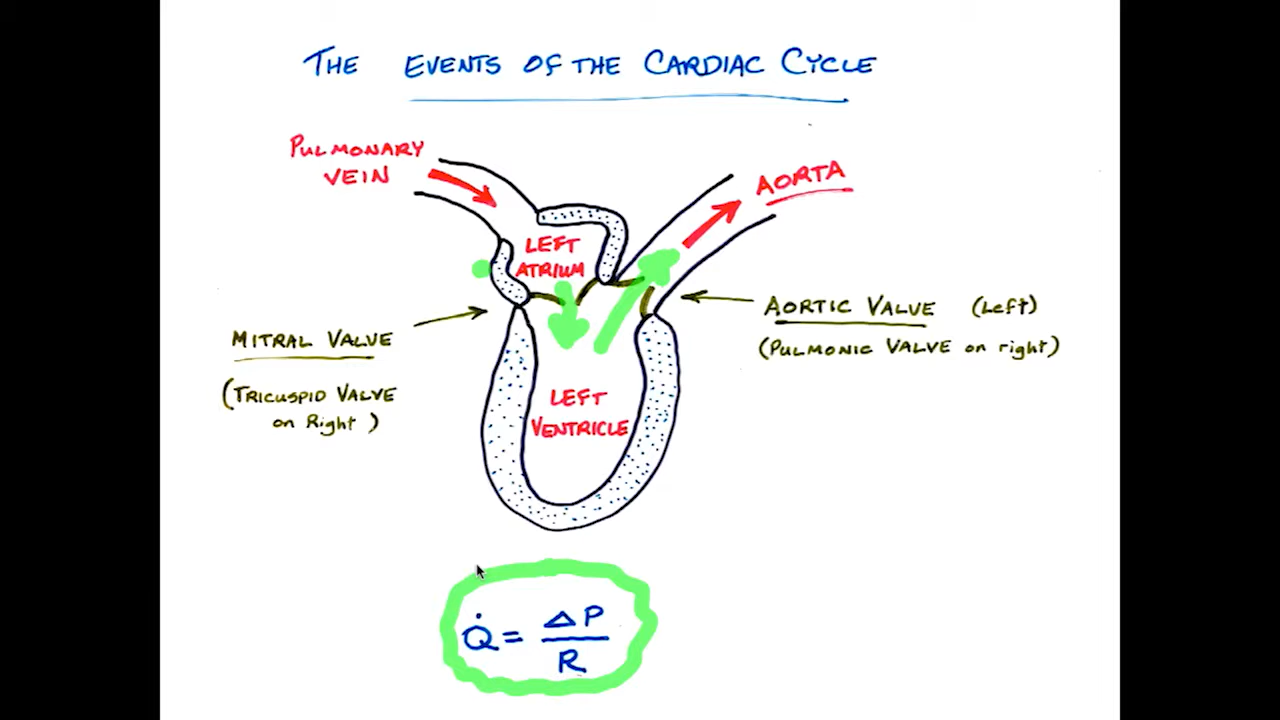 THE EVENTS OF THE CARDIAC CYCLE
PULMONARY
VEIN
AORTA
LEFT
ATRIUM
MITRAL VALVE
(TRICUSPID VALVE
on Right)
AORTIC VALVE (Left)
(PULMONIC VALVE on right)
LEFT
VENTRICLE
Q̇ = ΔP
R